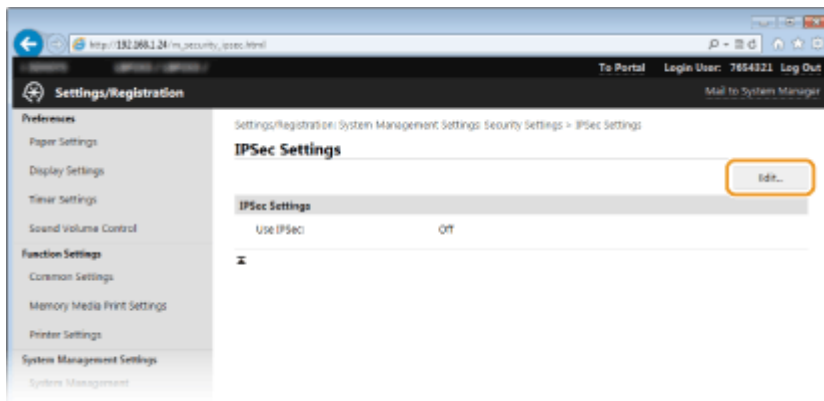 http://192.168.1.24/m_security_ipsec.html
To Portal Login User: 7654321 Log Out
Settings/Registration
Mail to System Manager
Preferences
Paper Settings
Display Settings
Timer Settings
Sound Volume Control
Function Settings
Common Settings
Memory Media Print Settings
Printer Settings
System Management Settings
System Management
Settings/Registration: System Management Settings: Security Settings > IPSec Settings
IPSec Settings
Edit...
IPSec Settings
Use IPSec: Off